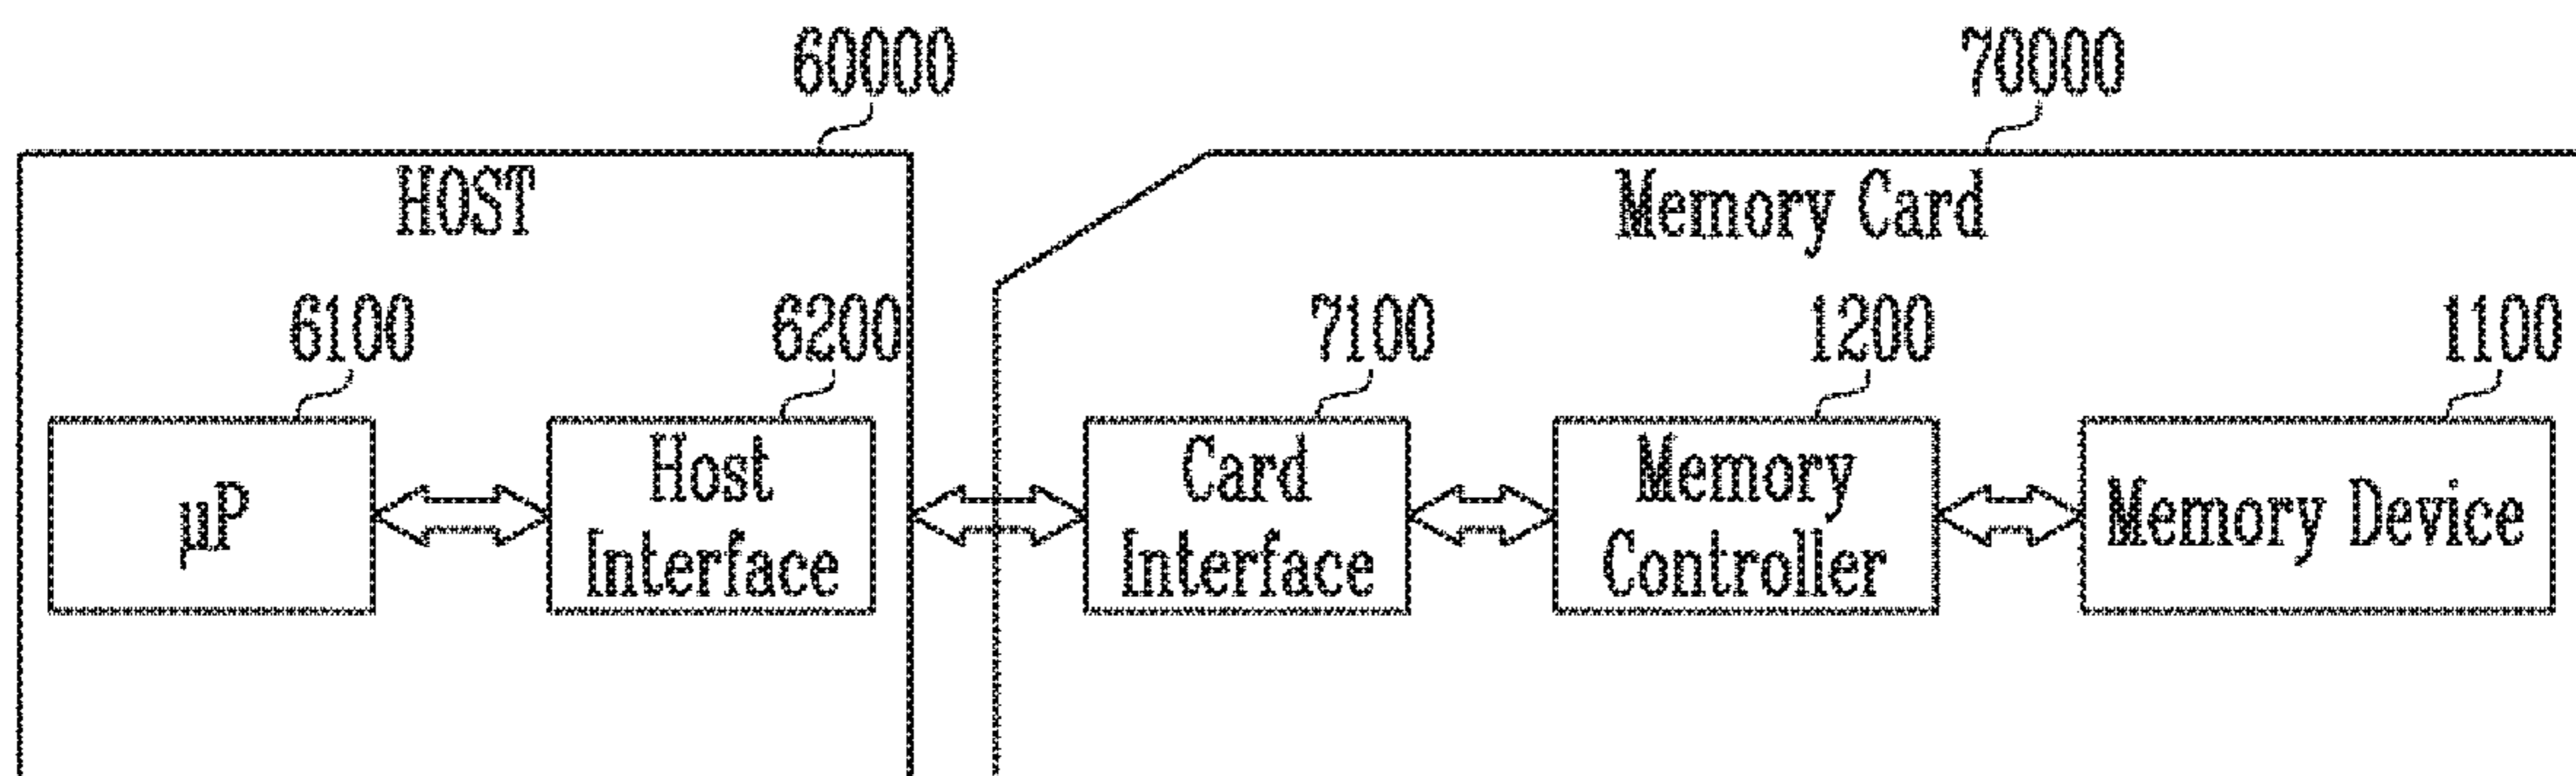 60000
70000
HOST
Memory Card
6100
6200
7100
1200
1100
μP
Host
Interface
Card
Interface
Memory
Controller
Memory Device